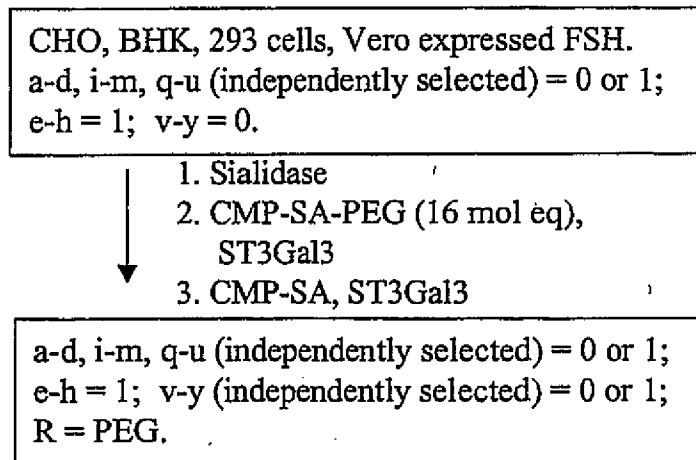 CHO, BHK, 293 cells, Vero expressed FSH.
a-d, i-m, q-u (independently selected) = 0 or 1;
e-h = 1; v-y = 0.
1. Sialidase
2. CMP-SA-PEG (16 mol eq),
ST3Gal3
3. CMP-SA, ST3Gal3
a-d, i-m, q-u (independently selected) = 0 or 1;
e-h = 1; v-y (independently selected) = 0 or 1;
R = PEG.